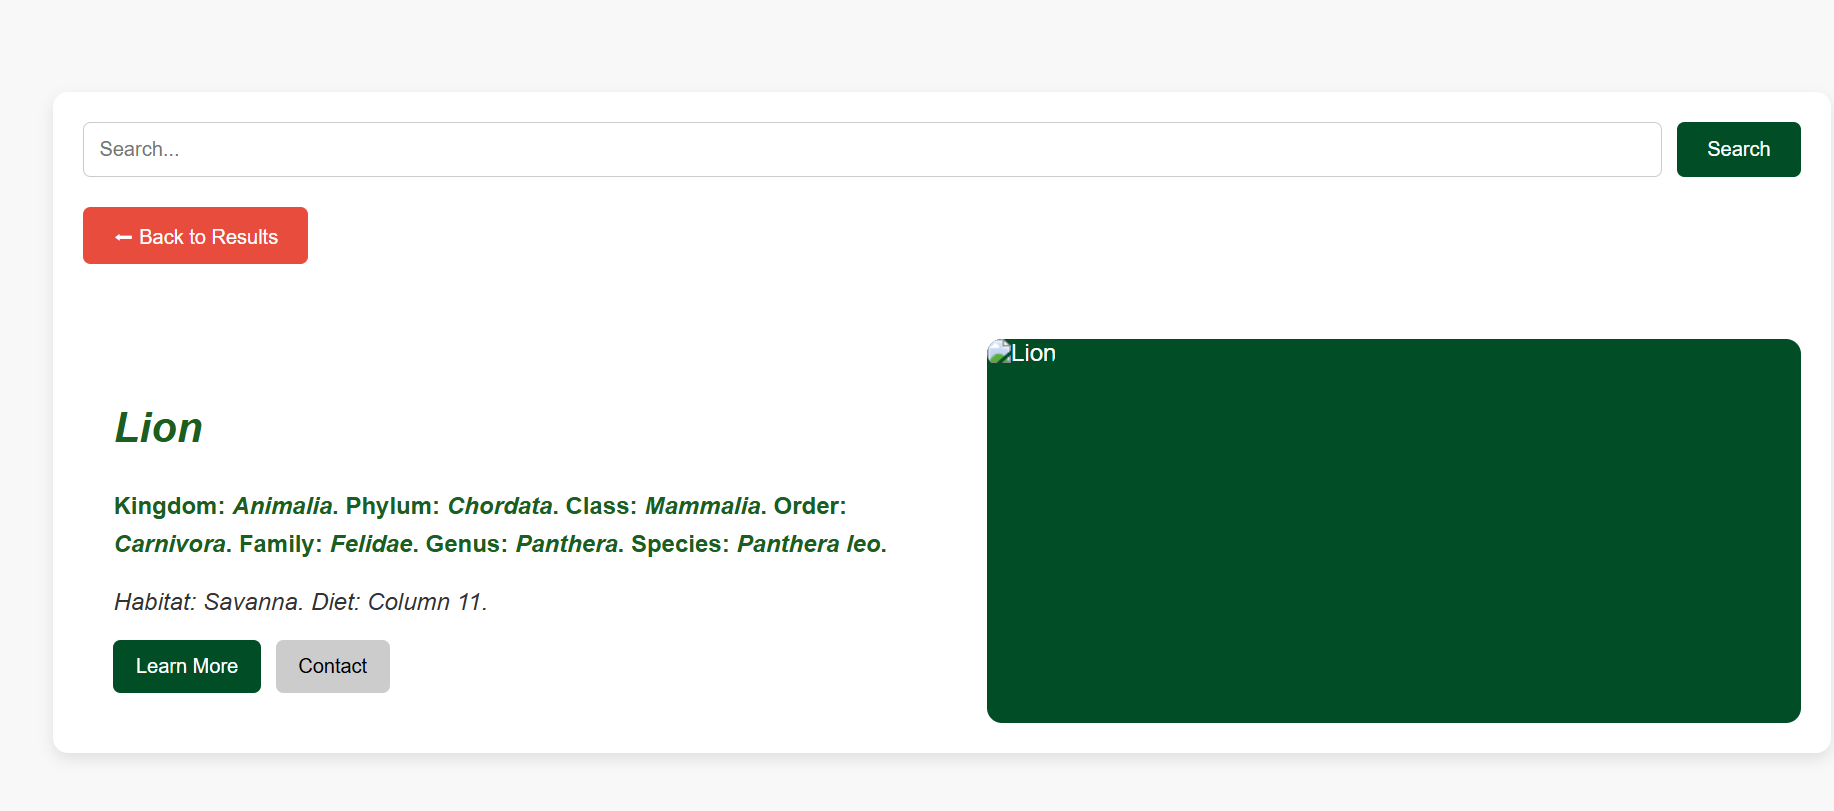 Search...
Search
← Back to Results
Lion
Lion
Kingdom: Animalia. Phylum: Chordata. Class: Mammalia. Order:
Carnivora. Family: Felidae. Genus: Panthera. Species: Panthera leo.
Habitat: Savanna. Diet: Column 11.
Learn More
Contact